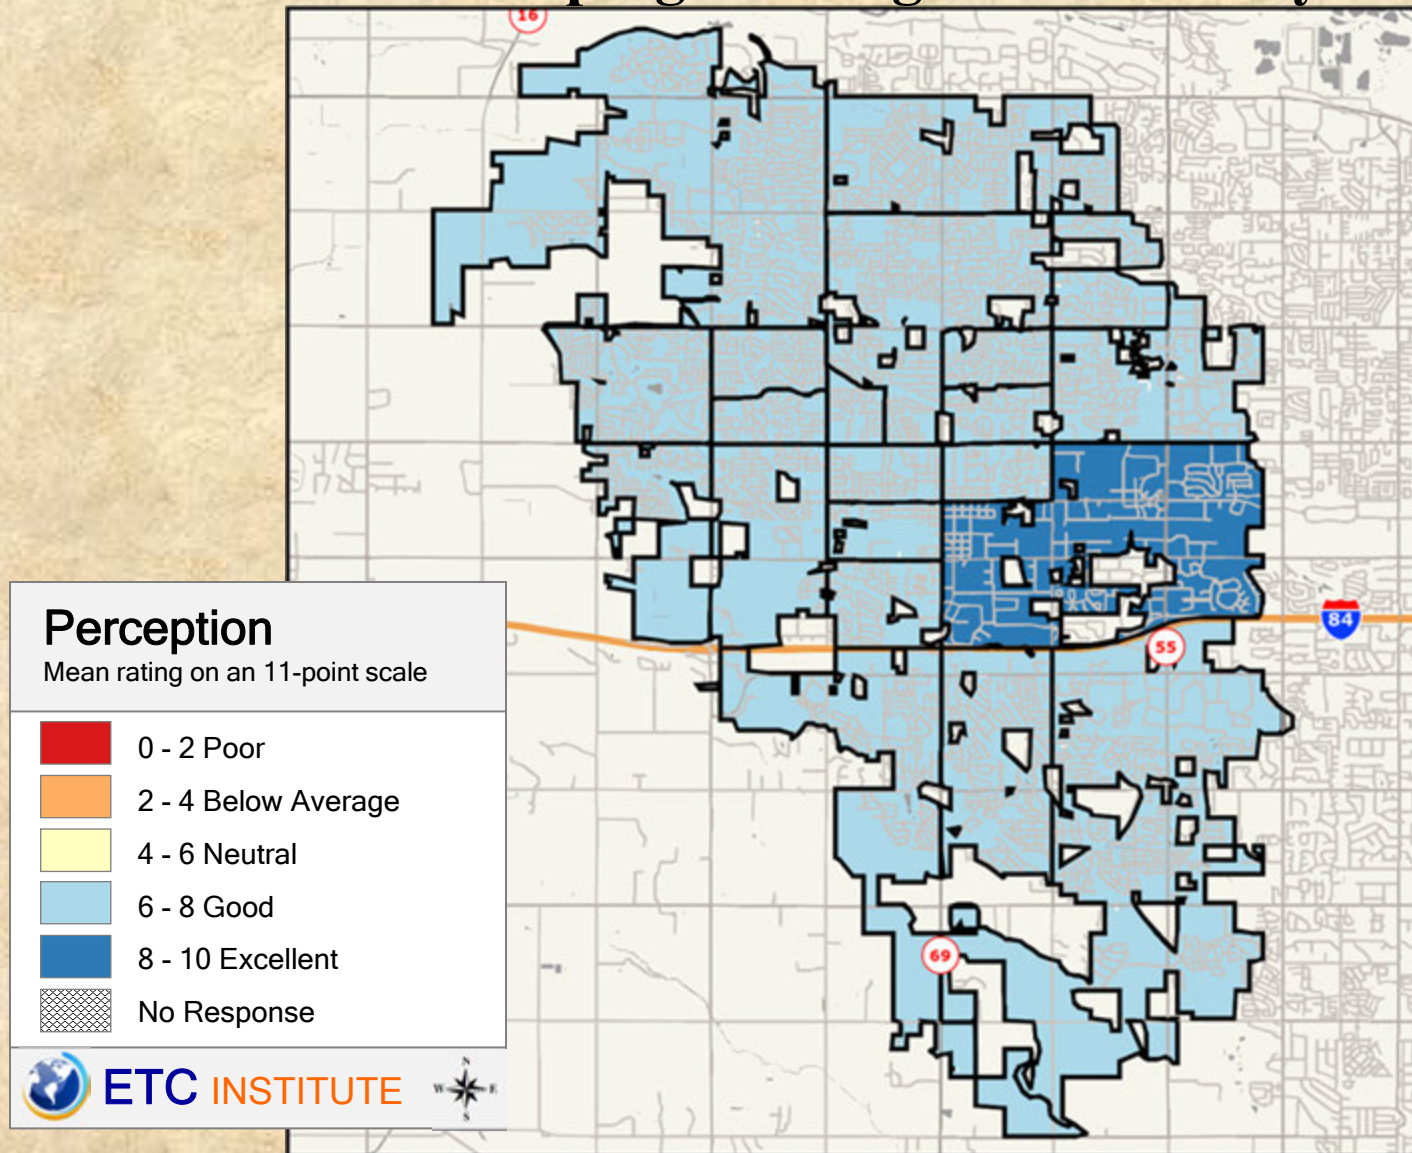 16
84
55
69
Perception
Mean rating on an 11-point scale
0 - 2 Poor
2 - 4 Below Average
4 - 6 Neutral
6 - 8 Good
8 - 10 Excellent
No Response
ETC INSTITUTE
N
W E
S